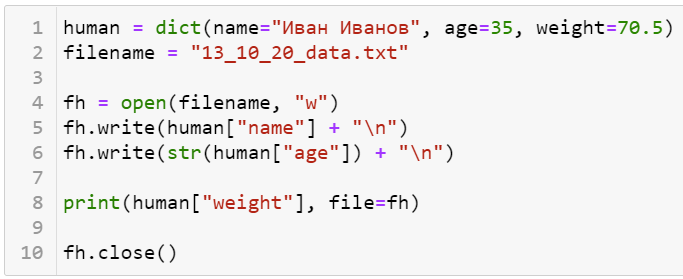 1 human = dict(name="Иван Иванов", age=35, weight=70.5)
2 filename = "13_10_20_data.txt"
3
4 fh = open(filename, "w")
5 fh.write(human["name"] + "\n")
6 fh.write(str(human["age"]) + "\n")
7
8 print(human["weight"], file=fh)
9
10 fh.close()